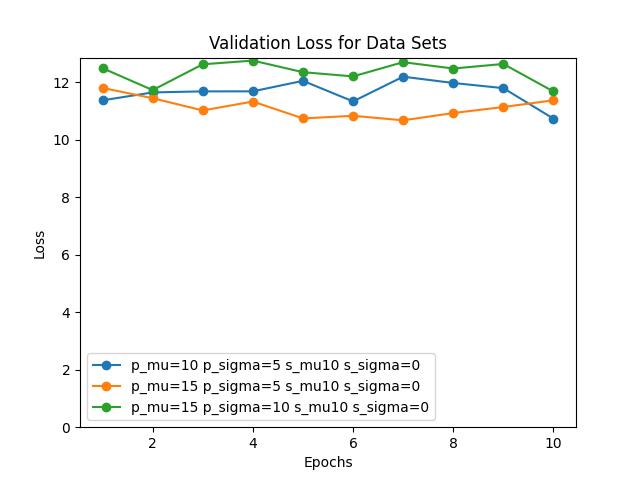 Validation Loss for Data Sets
12
10
8
6
4
2
0
Loss
p_mu=10 p_sigma=5 s_mu10 s_sigma=0
p_mu=15 p_sigma=5 s_mu10 s_sigma=0
p_mu=15 p_sigma=10 s_mu10 s_sigma=0
2 4 6 8 10
Epochs